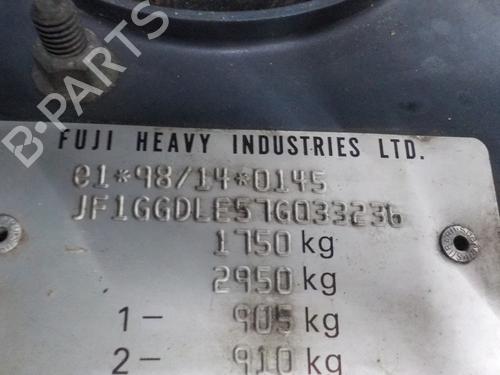 B-PARTS
FUJI HEAVY INDUSTRIES LTD.
e1*98/14*0145
JF1GGDLE57G033236
1750 kg
2950 kg
1 - 905 kg
2 - 910 kg